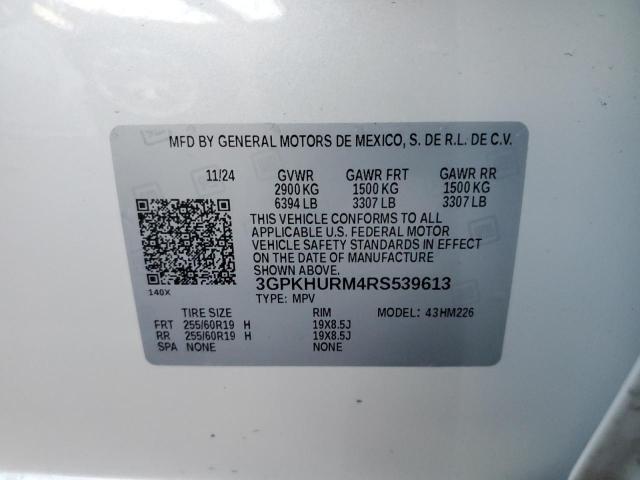 MFD BY GENERAL MOTORS DE MEXICO, S. DE R.L. DE C.V.
11/24 GVWR GAWR FRT GAWR RR
2900 KG 1500 KG 1500 KG
6394 LB 3307 LB 3307 LB
THIS VEHICLE CONFORMS TO ALL
APPLICABLE U.S. FEDERAL MOTOR
VEHICLE SAFETY STANDARDS IN EFFECT
ON THE DATE OF MANUFACTURE
SHOWN ABOVE.
3GPKHURM4RS539613
140X
TYPE: MPV
TIRE SIZE RIM MODEL: 43HM226
FRT 255/60R19 H 19X8.5J
RR 255/60R19 H 19X8.5J
SPA NONE NONE